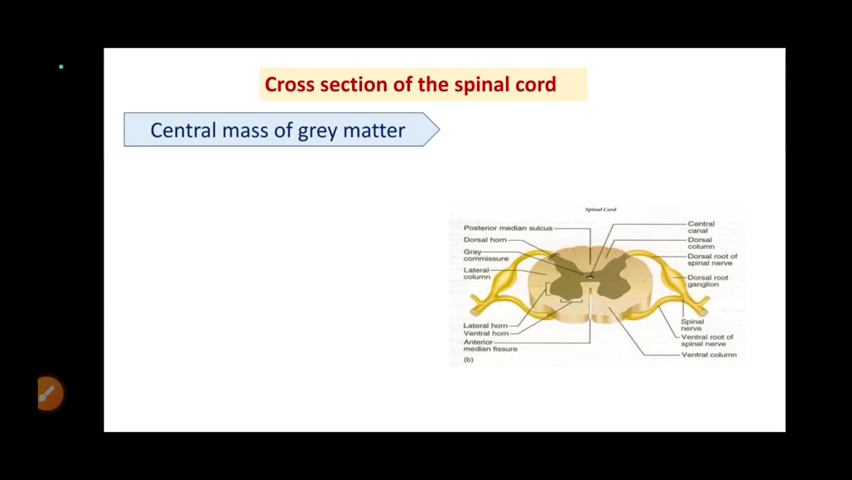 Cross section of the spinal cord
Central mass of grey matter
Spinal Cord
Posterior median sulcus
Dorsal horn
Gray
commissure
Lateral
column
Lateral horn
Ventral horn
Anterior
median fissure
(b)
Central
canal
Dorsal
column
Dorsal root of
spinal nerve
Dorsal root
ganglion
Spinal
nerve
Ventral root of
spinal nerve
Ventral column